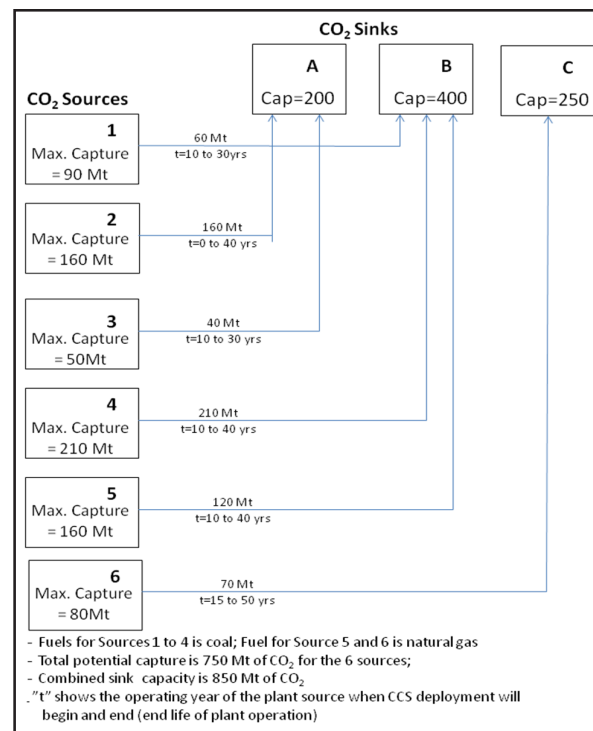 CO₂ Sinks
A
Cap=200
B
Cap=400
C
Cap=250
CO₂ Sources
1
Max. Capture
= 90 Mt
60 Mt
t=10 to 30yrs
2
Max. Capture
= 160 Mt
160 Mt
t=0 to 40 yrs
3
Max. Capture
= 50Mt
40 Mt
t=10 to 30 yrs
4
Max. Capture
= 210 Mt
210 Mt
t=10 to 40 yrs
5
Max. Capture
= 160 Mt
120 Mt
t=10 to 40 yrs
6
Max. Capture
= 80Mt
70 Mt
t=15 to 50 yrs
- Fuels for Sources 1 to 4 is coal; Fuel for Source 5 and 6 is natural gas
- Total potential capture is 750 Mt of CO₂ for the 6 sources;
- Combined sink capacity is 850 Mt of CO₂
- "t" shows the operating year of the plant source when CCS deployment will
begin and end (end life of plant operation)